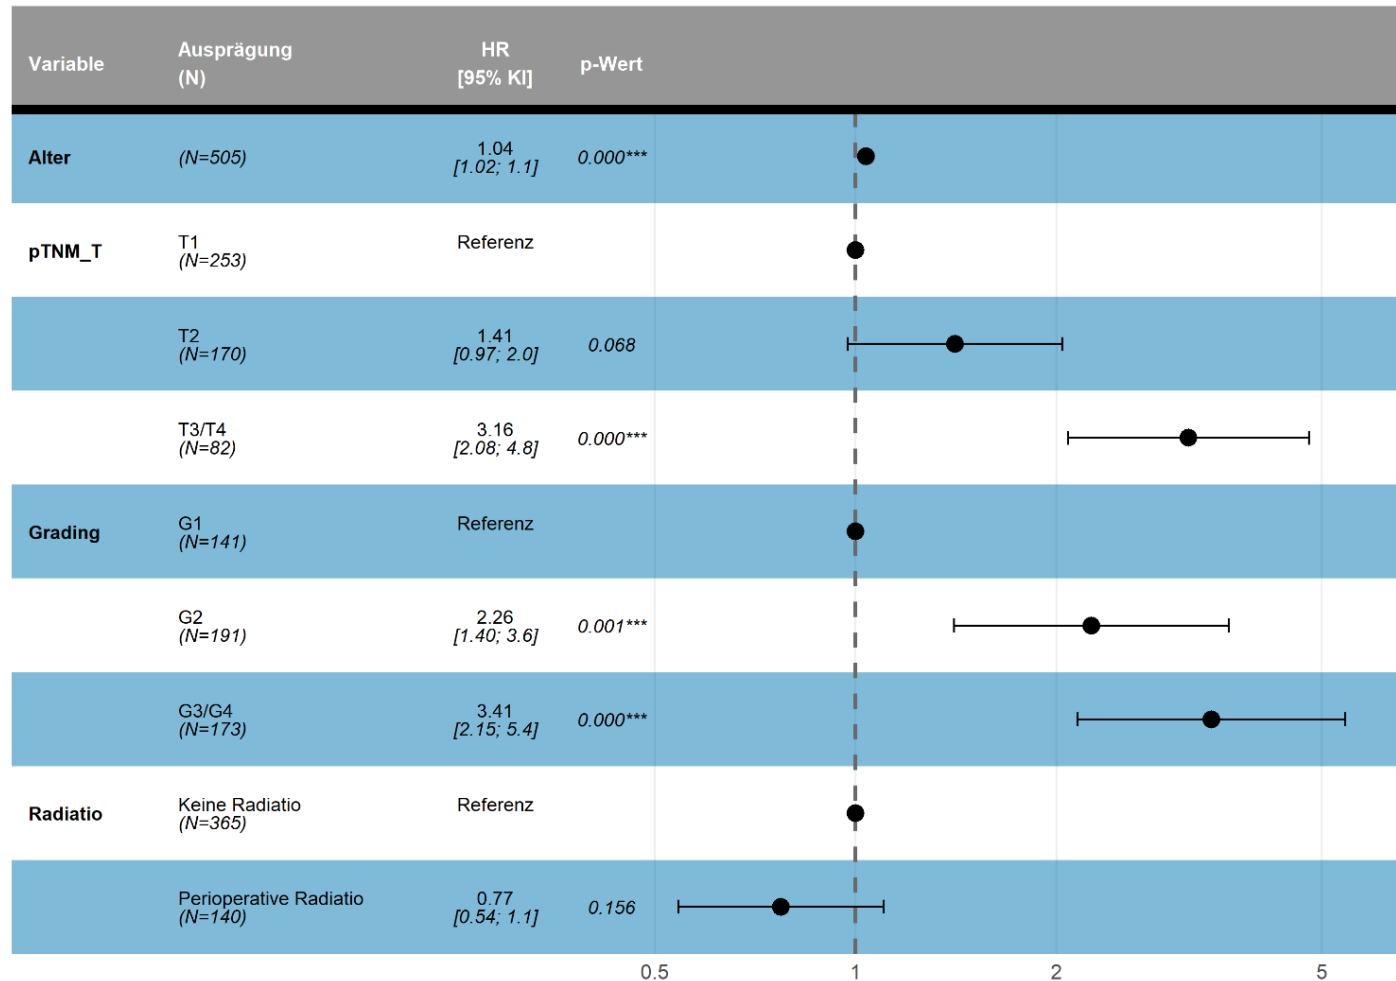 Variable Ausprägung (N) HR [95% KI] p-Wert
Alter (N=505) 1.04 [1.02; 1.1] 0.000***
pTNM_T T1 (N=253) Referenz
T2 (N=170) 1.41 [0.97; 2.0] 0.068
T3/T4 (N=82) 3.16 [2.08; 4.8] 0.000***
Grading G1 (N=141) Referenz
G2 (N=191) 2.26 [1.40; 3.6] 0.001***
G3/G4 (N=173) 3.41 [2.15; 5.4] 0.000***
Radiatio Keine Radiatio (N=365) Referenz
Perioperative Radiatio (N=140) 0.77 [0.54; 1.1] 0.156
0.5 1 2 5